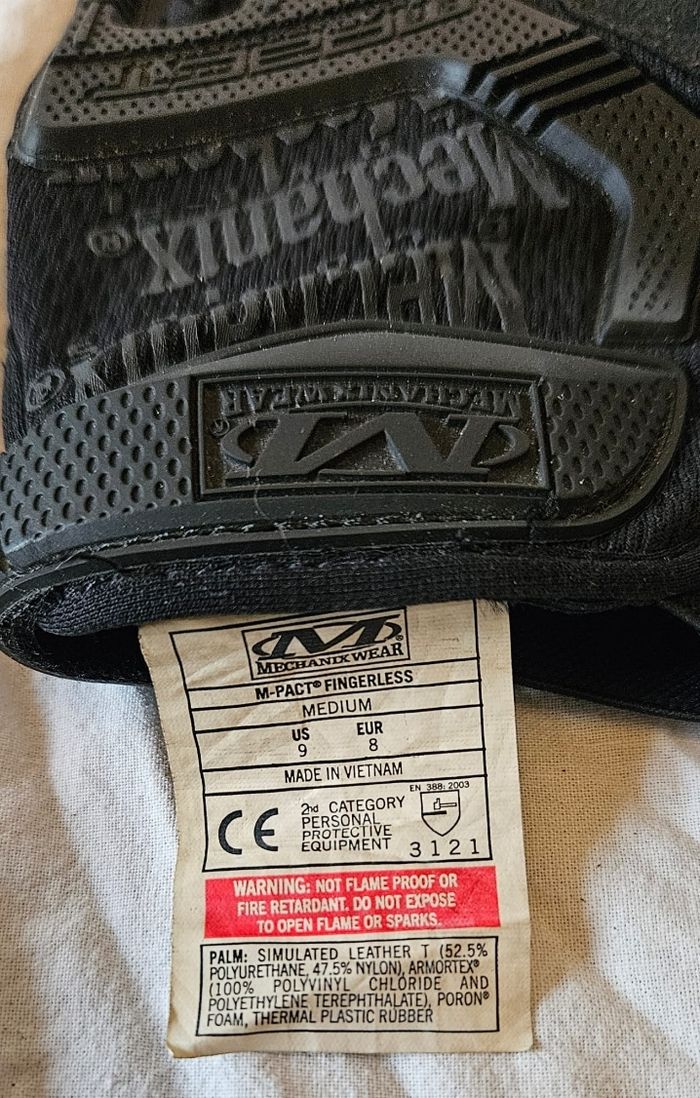 M-PACT
Mechanix®
MECHANIX WEAR®
MECHANIX WEAR®
M-PACT® FINGERLESS
MEDIUM
US EUR
9 8
MADE IN VIETNAM
EN 388: 2003
CE 2nd CATEGORY
PERSONAL
PROTECTIVE
EQUIPMENT 3121
WARNING: NOT FLAME PROOF OR
FIRE RETARDANT. DO NOT EXPOSE
TO OPEN FLAME OR SPARKS.
PALM: SIMULATED LEATHER T (52.5%
POLYURETHANE, 47.5% NYLON), ARMORTEX®
(100% POLYVINYL CHLORIDE AND
POLYETHYLENE TEREPHTHALATE), PORON®
FOAM, THERMAL PLASTIC RUBBER